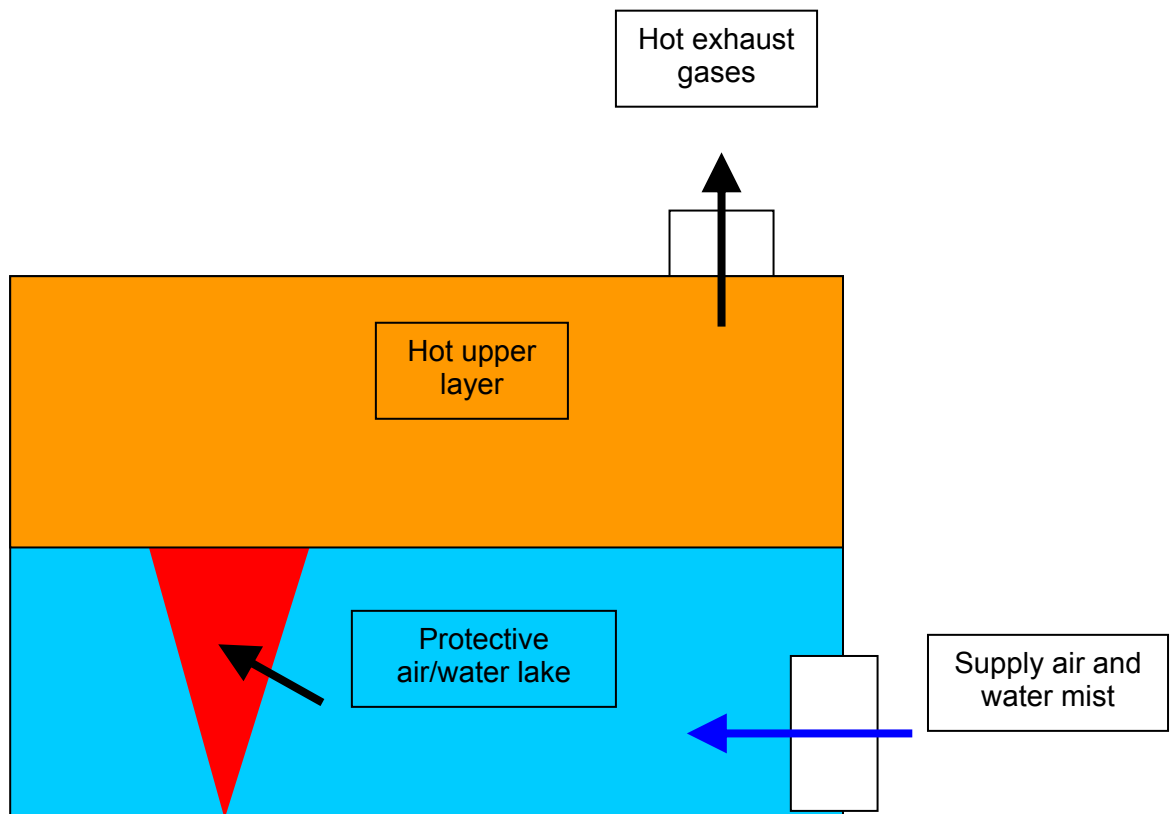 Hot exhaust
gases
Hot upper
layer
Protective
air/water lake
Supply air and
water mist